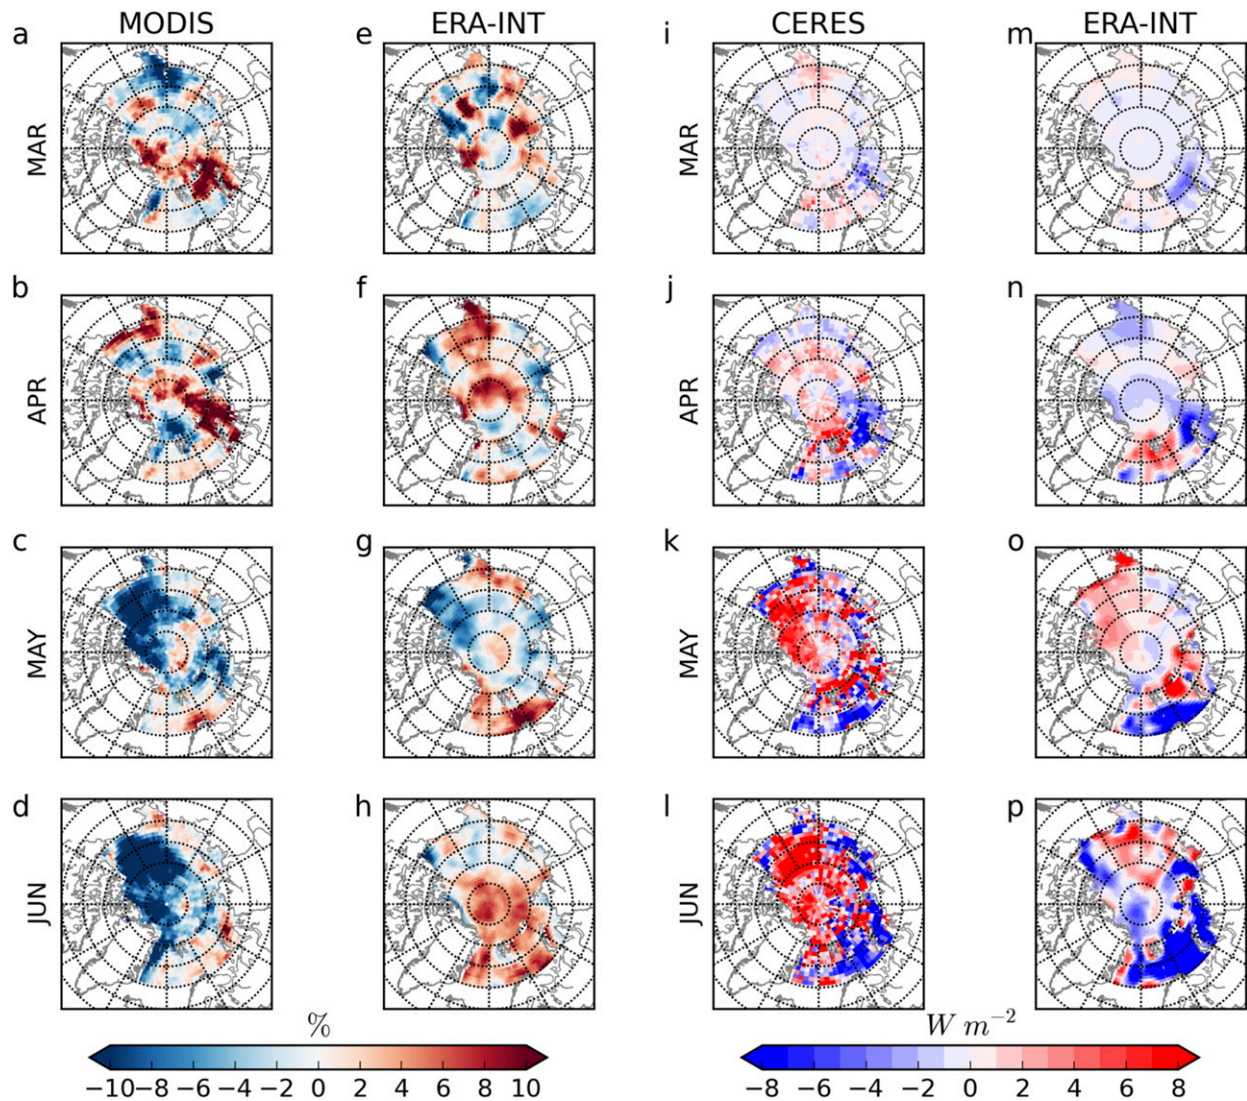 MODIS ERA-INT CERES ERA-INT
a e i m
MAR MAR
b f j n
APR APR
c g k o
MAY MAY
d h l p
JUN JUN
% W m⁻²
−10 −8 −6 −4 −2 0 2 4 6 8 10 −8 −6 −4 −2 0 2 4 6 8